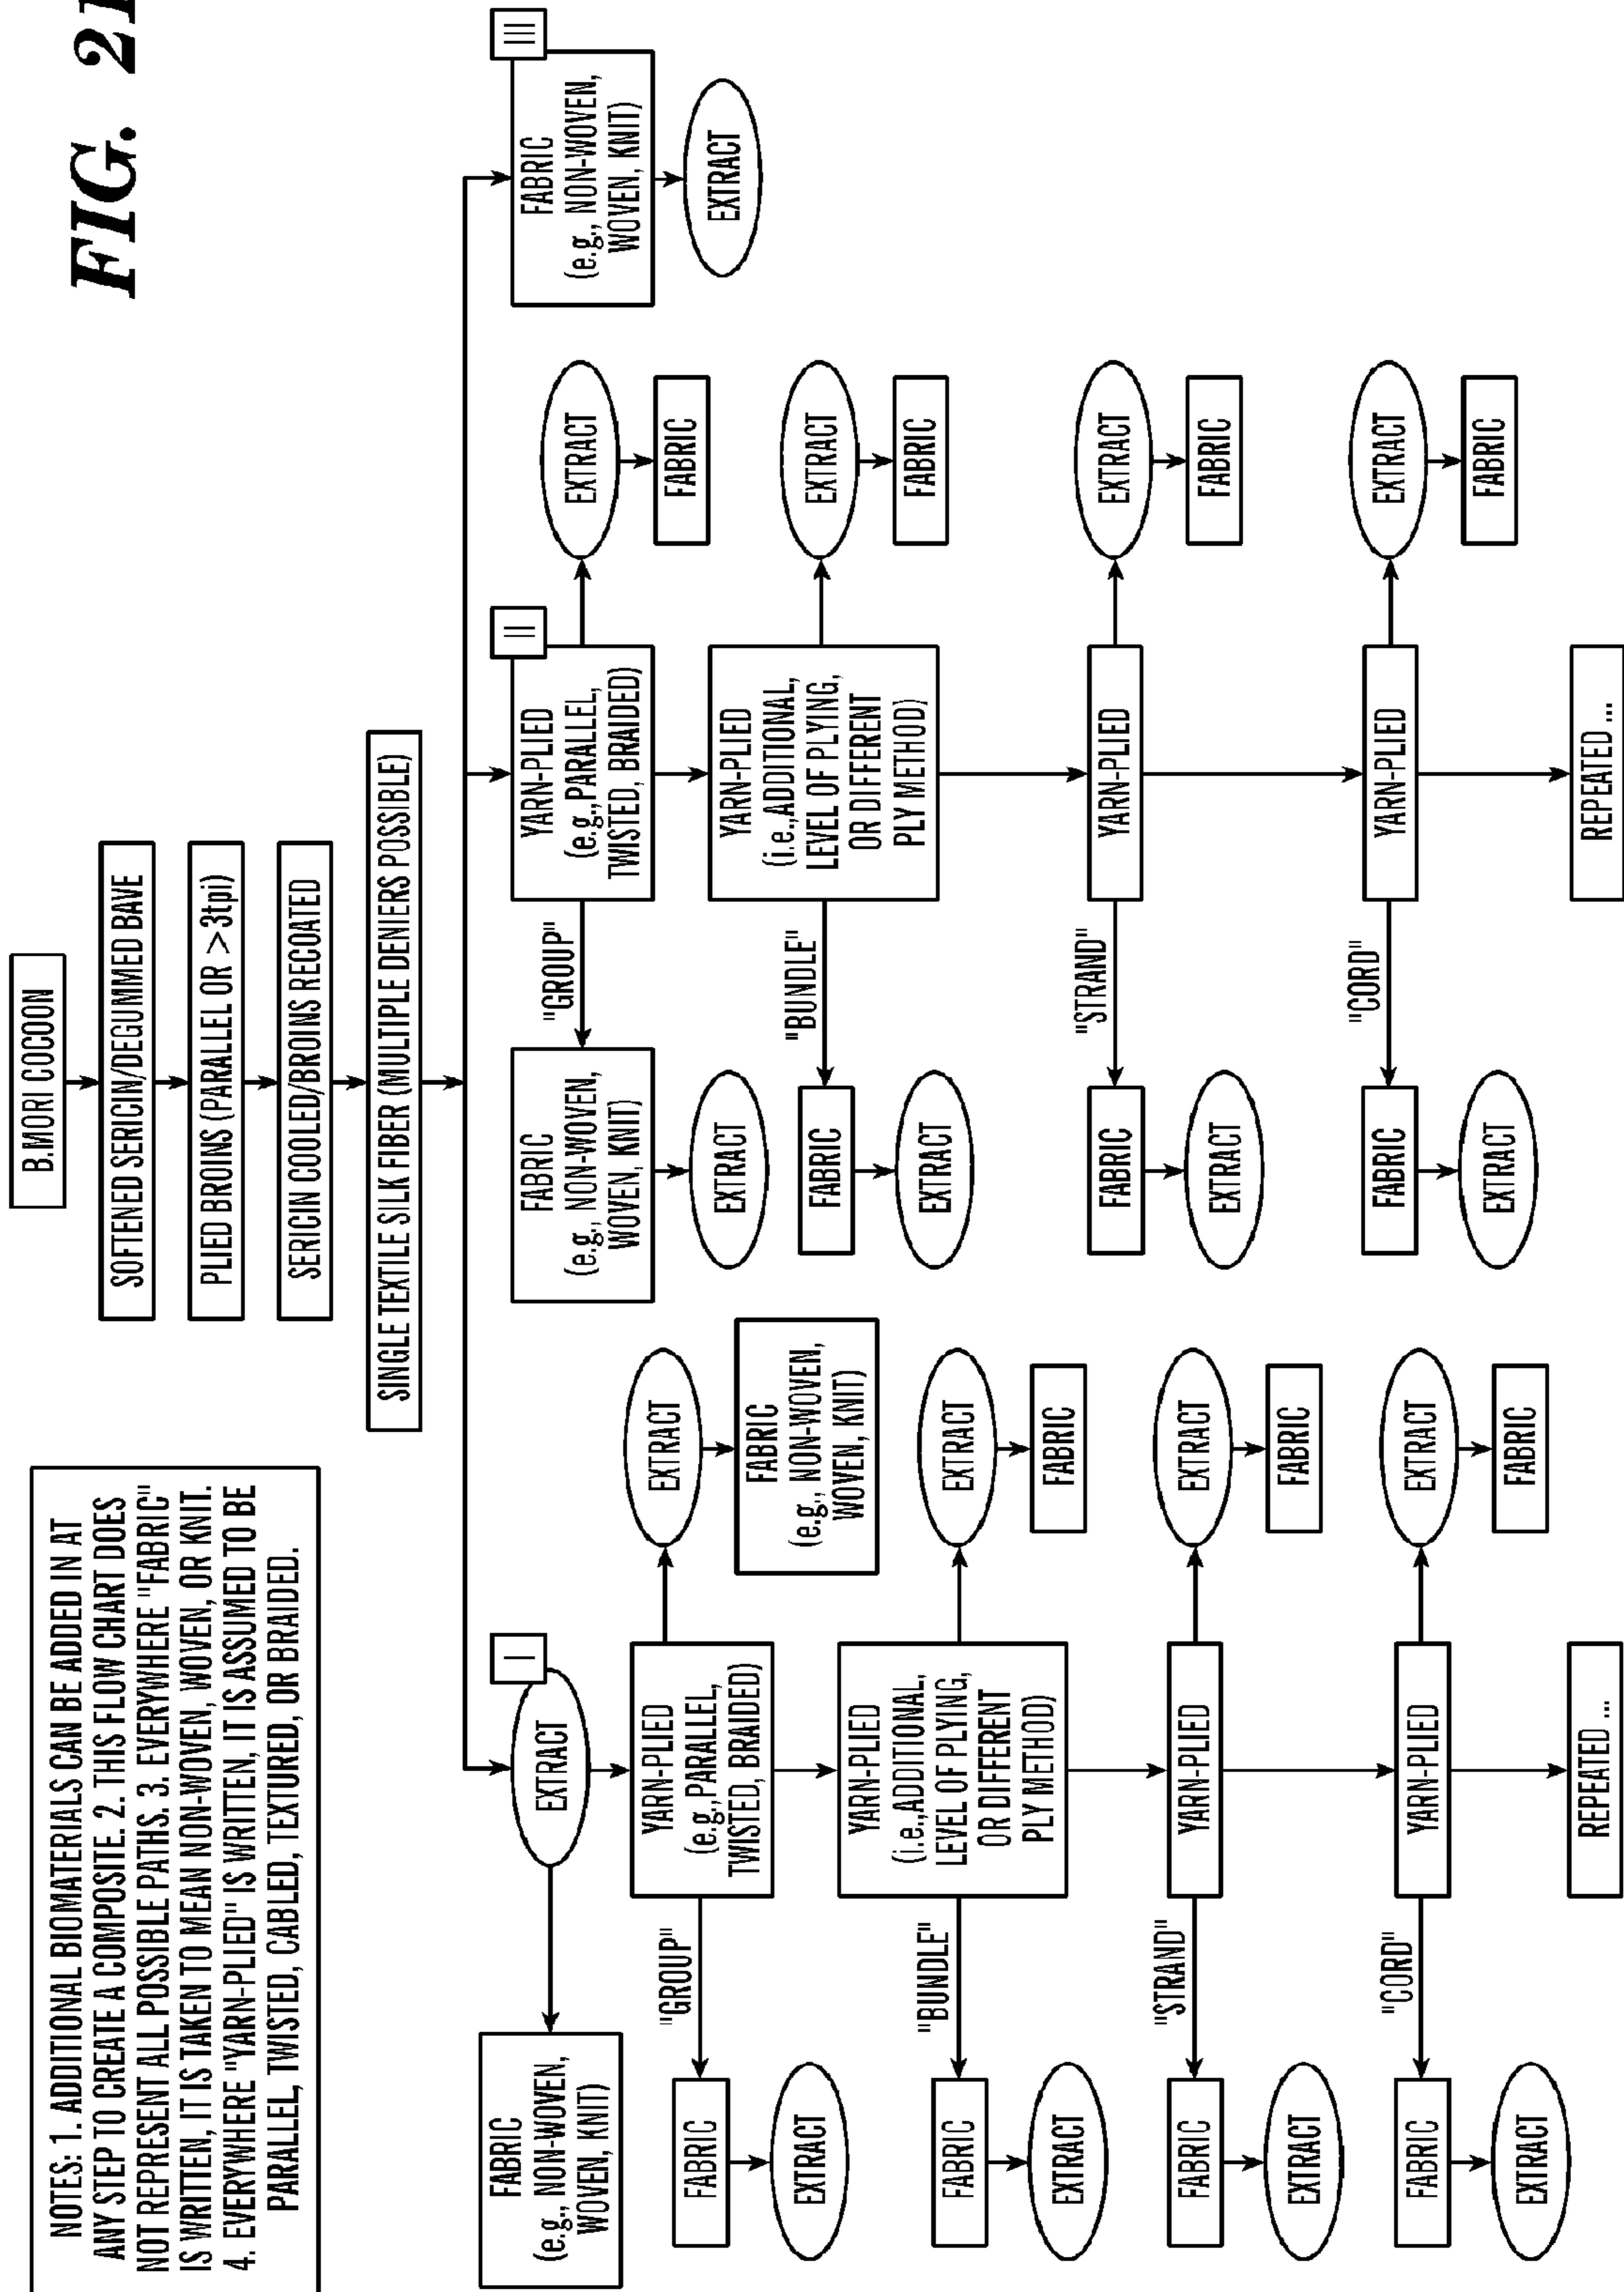 FIG. 21
NOTES: 1. ADDITIONAL BIOMATERIALS CAN BE ADDED IN AT
ANY STEP TO CREATE A COMPOSITE. 2. THIS FLOW CHART DOES
NOT REPRESENT ALL POSSIBLE PATHS. 3. EVERYWHERE "FABRIC"
IS WRITTEN, IT IS TAKEN TO MEAN NON-WOVEN, WOVEN, OR KNIT.
4. EVERYWHERE "YARN-PLIED" IS WRITTEN, IT IS ASSUMED TO BE
PARALLEL, TWISTED, CABLED, TEXTURED, OR BRAIDED.
B.MORI COCOON
SOFTENED SERICIN/DEGUMMED BAVE
PLIED BROINS (PARALLEL OR >3tpi)
SERICIN COOLED/BROINS RECOATED
SINGLE TEXTILE SILK FIBER (MULTIPLE DENIERS POSSIBLE)
I
EXTRACT
FABRIC
(e.g., NON-WOVEN,
WOVEN, KNIT)
YARN-PLIED
(e.g.,PARALLEL,
TWISTED, BRAIDED)
"GROUP"
FABRIC
EXTRACT
EXTRACT
FABRIC
(e.g., NON-WOVEN,
WOVEN, KNIT)
YARN-PLIED
(i.e.,ADDITIONAL,
LEVEL OF PLYING,
OR DIFFERENT
PLY METHOD)
"BUNDLE"
FABRIC
EXTRACT
EXTRACT
FABRIC
YARN-PLIED
"STRAND"
FABRIC
EXTRACT
EXTRACT
FABRIC
YARN-PLIED
"CORD"
FABRIC
EXTRACT
EXTRACT
FABRIC
REPEATED ...
II
YARN-PLIED
(e.g.,PARALLEL,
TWISTED, BRAIDED)
"GROUP"
FABRIC
(e.g., NON-WOVEN,
WOVEN, KNIT)
EXTRACT
EXTRACT
FABRIC
YARN-PLIED
(i.e.,ADDITIONAL,
LEVEL OF PLYING,
OR DIFFERENT
PLY METHOD)
"BUNDLE"
FABRIC
EXTRACT
EXTRACT
FABRIC
YARN-PLIED
"STRAND"
FABRIC
EXTRACT
EXTRACT
FABRIC
YARN-PLIED
"CORD"
FABRIC
EXTRACT
EXTRACT
FABRIC
REPEATED ...
III
FABRIC
(e.g., NON-WOVEN,
WOVEN, KNIT)
EXTRACT